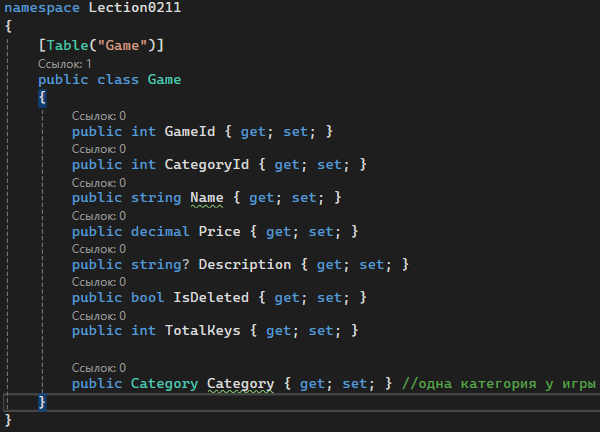 namespace Lection0211
{
[Table("Game")]
Ссылок: 1
public class Game
{
Ссылок: 0
public int GameId { get; set; }
Ссылок: 0
public int CategoryId { get; set; }
Ссылок: 0
public string Name { get; set; }
Ссылок: 0
public decimal Price { get; set; }
Ссылок: 0
public string? Description { get; set; }
Ссылок: 0
public bool IsDeleted { get; set; }
Ссылок: 0
public int TotalKeys { get; set; }
Ссылок: 0
public Category Category { get; set; } //одна категория у игры
}
}